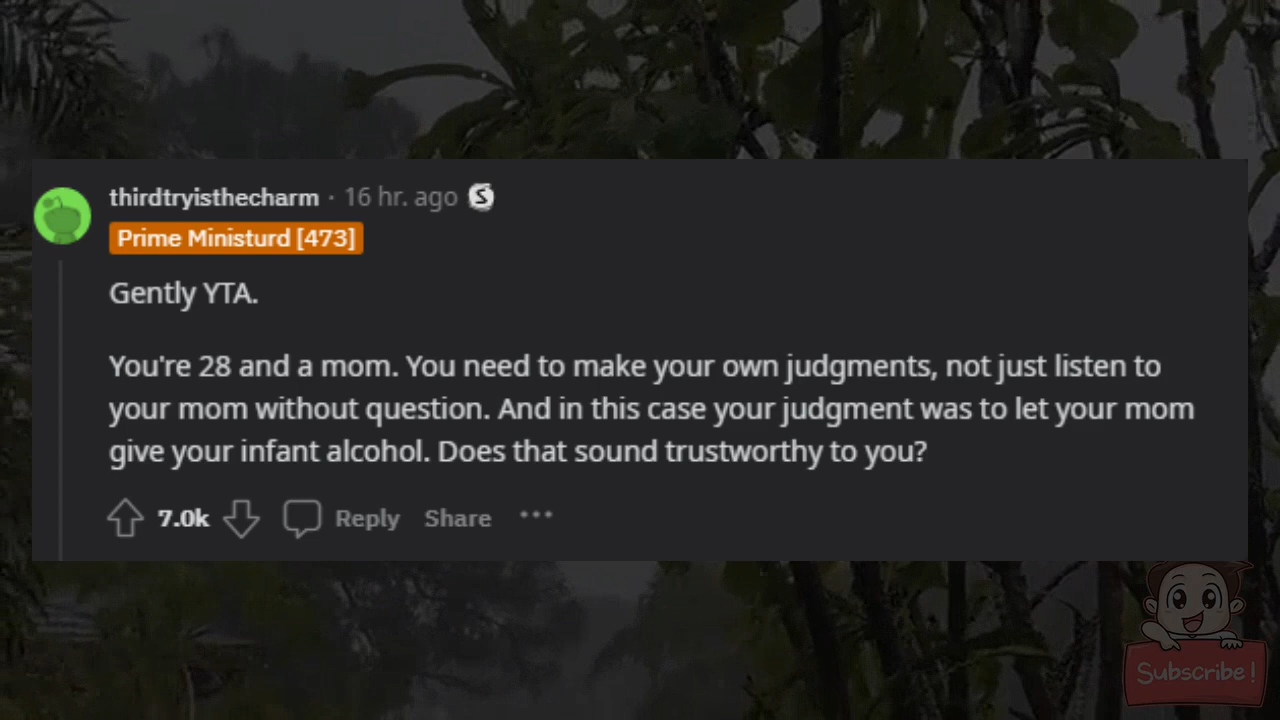 thirdtryisthecharm · 16 hr. ago S
Prime Ministurd [473]
Gently YTA.
You're 28 and a mom. You need to make your own judgments, not just listen to
your mom without question. And in this case your judgment was to let your mom
give your infant alcohol. Does that sound trustworthy to you?
7.0k Reply Share ···
Subscribe!